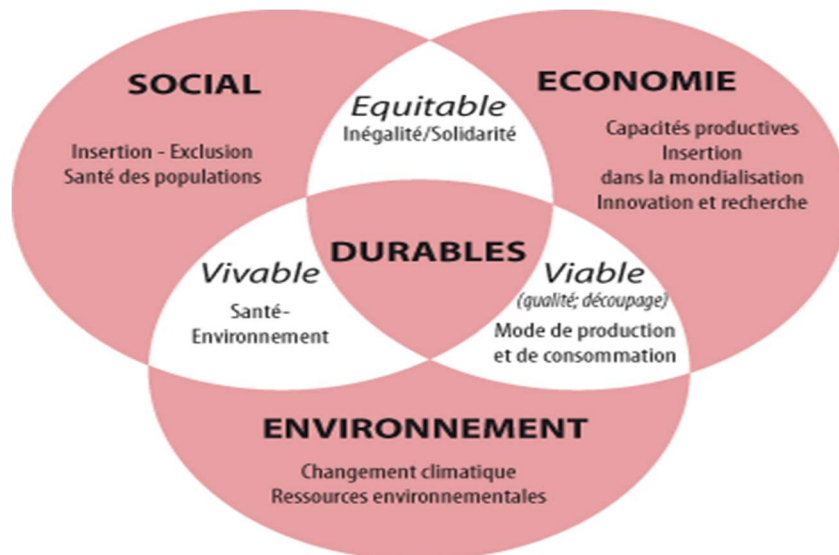 SOCIAL
Insertion - Exclusion
Santé des populations
Equitable
Inégalité/Solidarité
ECONOMIE
Capacités productives
Insertion
dans la mondialisation
Innovation et recherche
DURABLES
Vivable
Santé-
Environnement
Viable
(qualité; découpage)
Mode de production
et de consommation
ENVIRONNEMENT
Changement climatique
Ressources environnementales